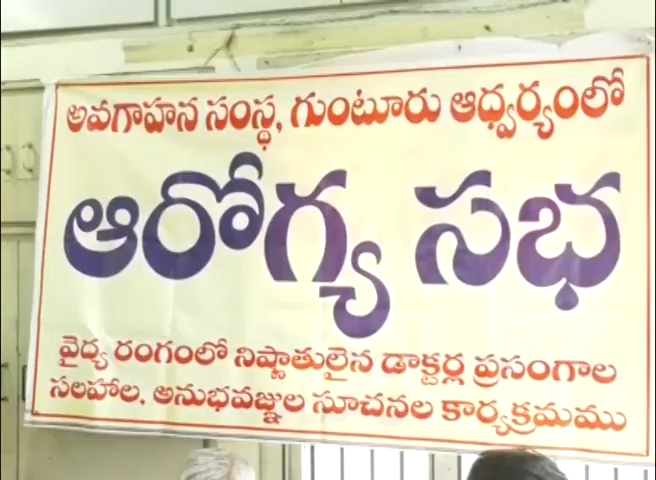 అవగాహన సంస్థ, గుంటూరు ఆధ్వర్యంలో
ఆరోగ్య సభ
వైద్య రంగంలో నిష్ణాతులైన డాక్టర్ల ప్రసంగాల
సలహాల, అనుభవజ్ఞుల సూచనల కార్యక్రమము